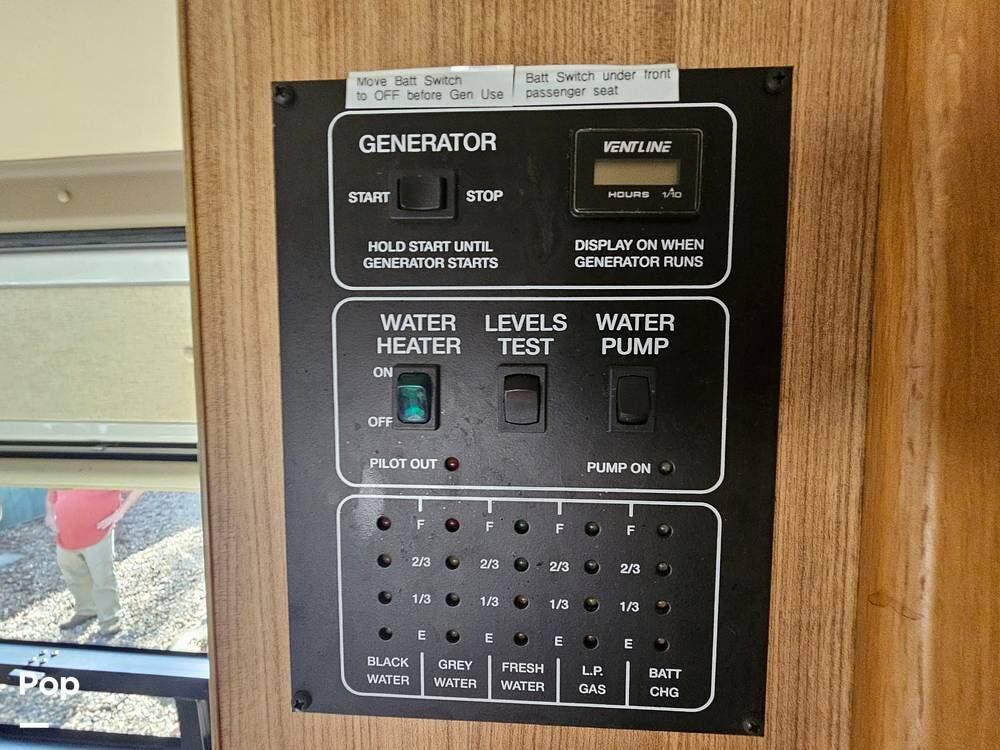 Move Batt Switch
to OFF before Gen Use
Batt Switch under front
passenger seat
GENERATOR
START STOP
HOLD START UNTIL
GENERATOR STARTS
VENTLINE
HOURS 1/10
DISPLAY ON WHEN
GENERATOR RUNS
WATER
HEATER
ON
OFF
PILOT OUT
LEVELS
TEST
WATER
PUMP
PUMP ON
F F F F
2/3 2/3 2/3 2/3
1/3 1/3 1/3 1/3
E E E E
BLACK
WATER
GREY
WATER
FRESH
WATER
L.P.
GAS
BATT
CHG
Pop